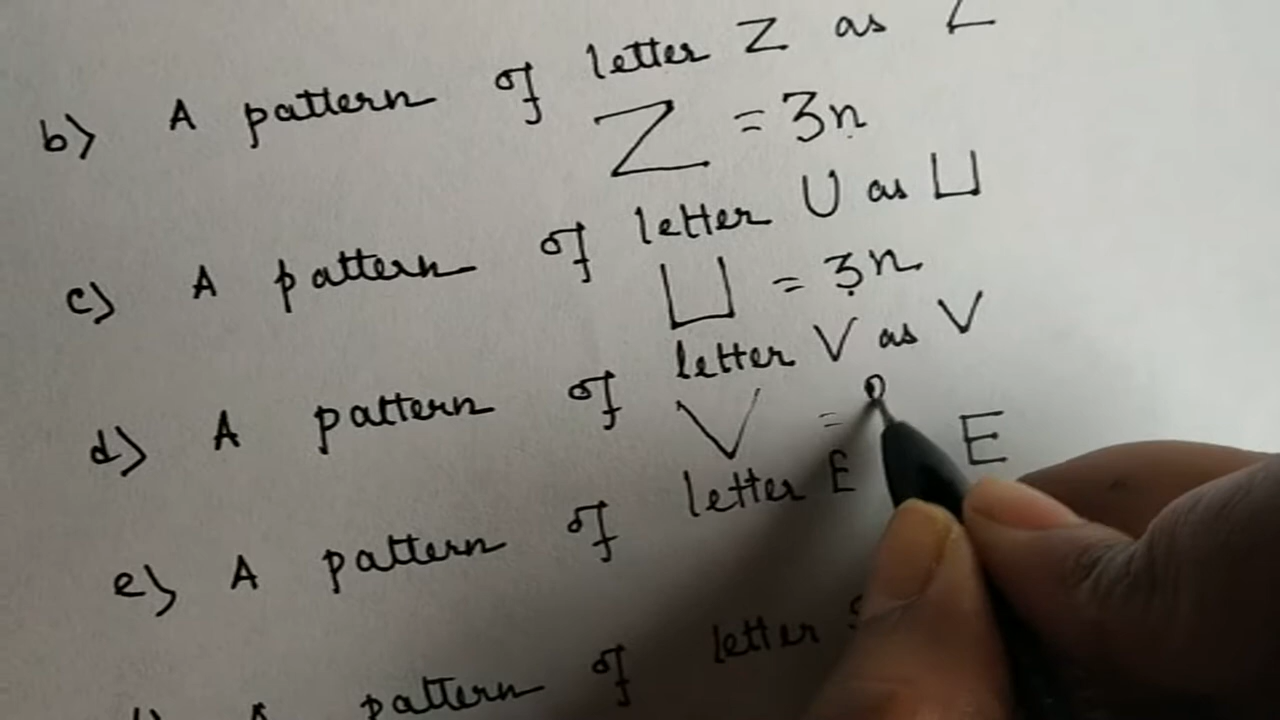 b) A pattern of letter Z as Z
Z = 3n
c) A pattern of letter U as U
U = 3n
d) A pattern of letter V as V
V =
e) A pattern of letter E E
A pattern of letter